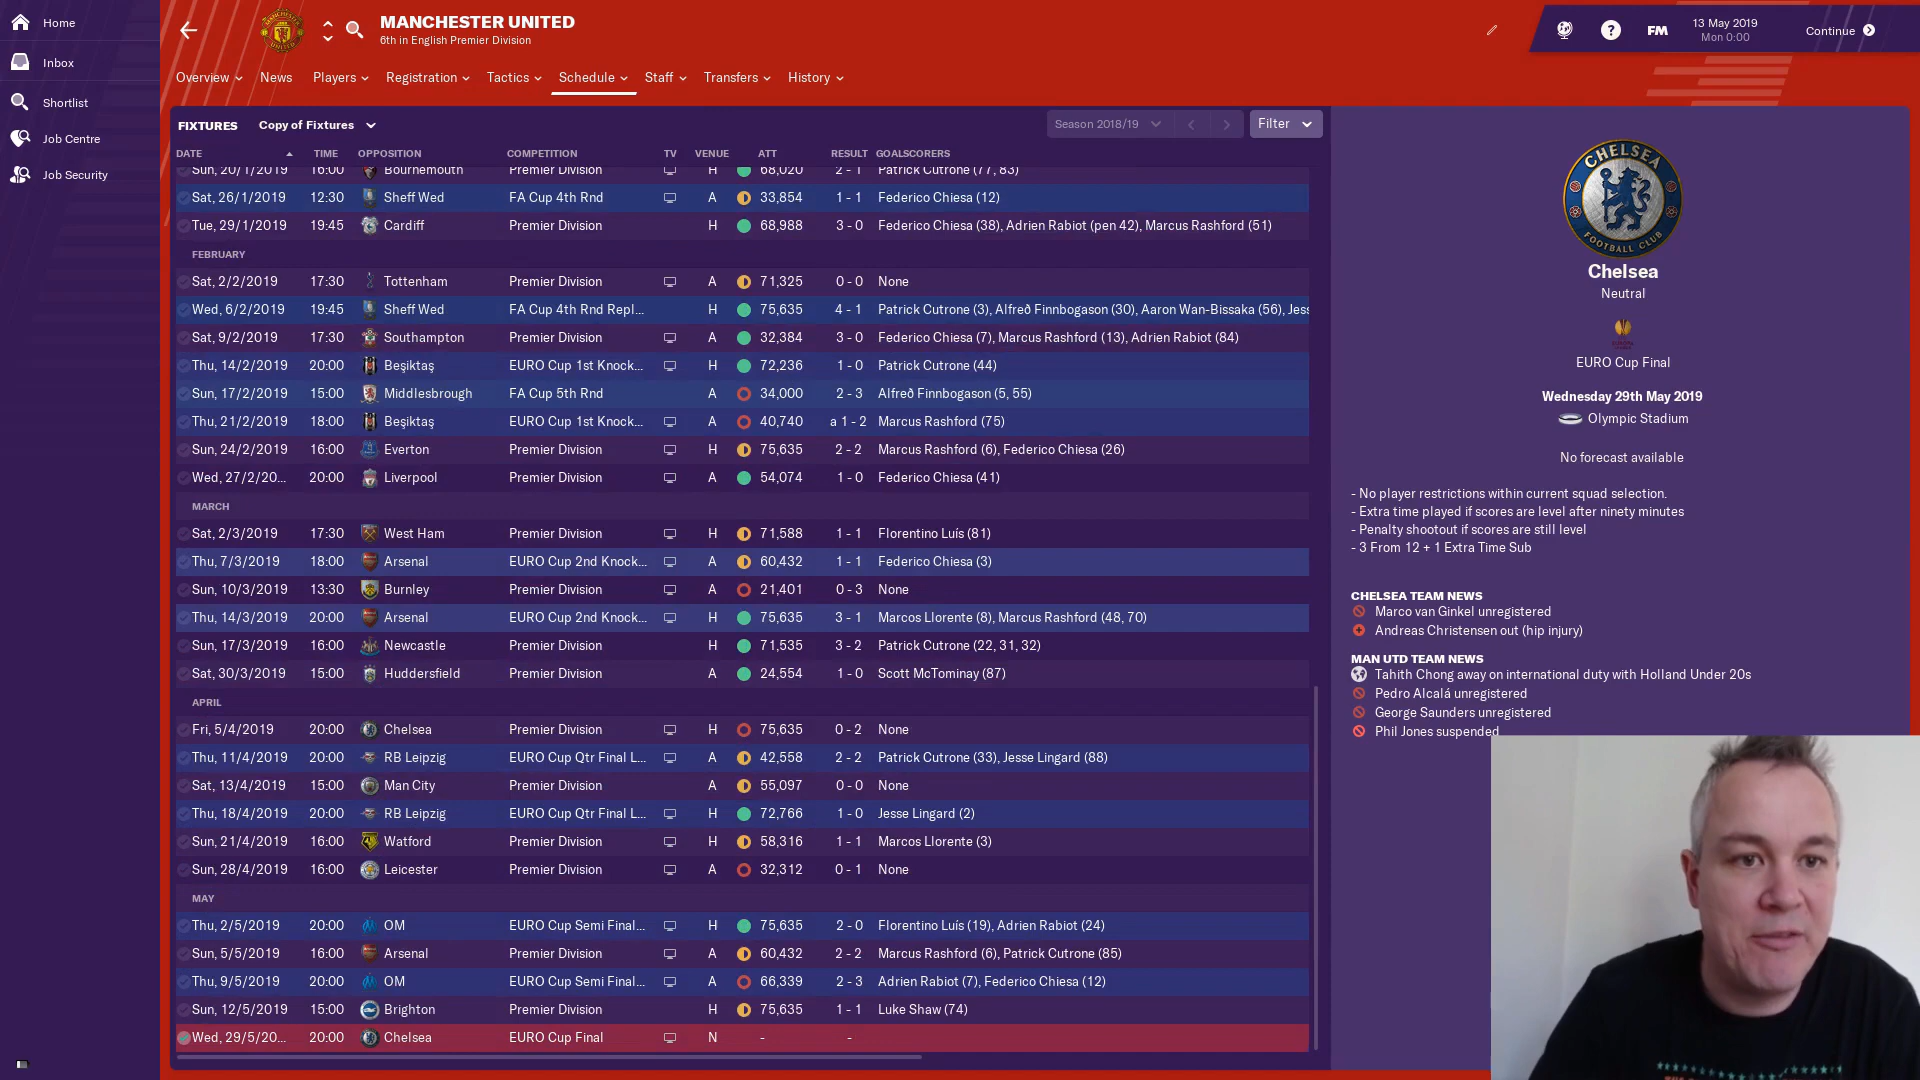 Home
Inbox
Shortlist
Job Centre
Job Security
MANCHESTER UNITED
6th in English Premier Division
FM
13 May 2019
Mon 0:00
Continue
Overview News Players Registration Tactics Schedule Staff Transfers History
FIXTURES Copy of Fixtures Season 2018/19 Filter
DATE TIME OPPOSITION COMPETITION TV VENUE ATT RESULT GOALSCORERS
Sun, 20/1/2019 16:00 Bournemouth Premier Division H 68,020 2 - 1 Patrick Cutrone (77, 83)
Sat, 26/1/2019 12:30 Sheff Wed FA Cup 4th Rnd A 33,854 1 - 1 Federico Chiesa (12)
Tue, 29/1/2019 19:45 Cardiff Premier Division H 68,988 3 - 0 Federico Chiesa (38), Adrien Rabiot (pen 42), Marcus Rashford (51)
FEBRUARY
Sat, 2/2/2019 17:30 Tottenham Premier Division A 71,325 0 - 0 None
Wed, 6/2/2019 19:45 Sheff Wed FA Cup 4th Rnd Repl... H 75,635 4 - 1 Patrick Cutrone (3), Alfreð Finnbogason (30), Aaron Wan-Bissaka (56), Jess
Sat, 9/2/2019 17:30 Southampton Premier Division A 32,384 3 - 0 Federico Chiesa (7), Marcus Rashford (13), Adrien Rabiot (84)
Thu, 14/2/2019 20:00 Beşiktaş EURO Cup 1st Knock... H 72,236 1 - 0 Patrick Cutrone (44)
Sun, 17/2/2019 15:00 Middlesbrough FA Cup 5th Rnd A 34,000 2 - 3 Alfreð Finnbogason (5, 55)
Thu, 21/2/2019 18:00 Beşiktaş EURO Cup 1st Knock... A 40,740 a 1 - 2 Marcus Rashford (75)
Sun, 24/2/2019 16:00 Everton Premier Division H 75,635 2 - 2 Marcus Rashford (6), Federico Chiesa (26)
Wed, 27/2/20... 20:00 Liverpool Premier Division A 54,074 1 - 0 Federico Chiesa (41)
MARCH
Sat, 2/3/2019 17:30 West Ham Premier Division H 71,588 1 - 1 Florentino Luís (81)
Thu, 7/3/2019 18:00 Arsenal EURO Cup 2nd Knock... A 60,432 1 - 1 Federico Chiesa (3)
Sun, 10/3/2019 13:30 Burnley Premier Division A 21,401 0 - 3 None
Thu, 14/3/2019 20:00 Arsenal EURO Cup 2nd Knock... H 75,635 3 - 1 Marcos Llorente (8), Marcus Rashford (48, 70)
Sun, 17/3/2019 16:00 Newcastle Premier Division H 71,535 3 - 2 Patrick Cutrone (22, 31, 32)
Sat, 30/3/2019 15:00 Huddersfield Premier Division A 24,554 1 - 0 Scott McTominay (87)
APRIL
Fri, 5/4/2019 20:00 Chelsea Premier Division H 75,635 0 - 2 None
Thu, 11/4/2019 20:00 RB Leipzig EURO Cup Qtr Final L... A 42,558 2 - 2 Patrick Cutrone (33), Jesse Lingard (88)
Sat, 13/4/2019 15:00 Man City Premier Division A 55,097 0 - 0 None
Thu, 18/4/2019 20:00 RB Leipzig EURO Cup Qtr Final L... H 72,766 1 - 0 Jesse Lingard (2)
Sun, 21/4/2019 16:00 Watford Premier Division H 58,316 1 - 1 Marcos Llorente (3)
Sun, 28/4/2019 16:00 Leicester Premier Division A 32,312 0 - 1 None
MAY
Thu, 2/5/2019 20:00 OM EURO Cup Semi Final... H 75,635 2 - 0 Florentino Luís (19), Adrien Rabiot (24)
Sun, 5/5/2019 16:00 Arsenal Premier Division A 60,432 2 - 2 Marcus Rashford (6), Patrick Cutrone (85)
Thu, 9/5/2019 20:00 OM EURO Cup Semi Final... A 66,339 2 - 3 Adrien Rabiot (7), Federico Chiesa (12)
Sun, 12/5/2019 15:00 Brighton Premier Division H 75,635 1 - 1 Luke Shaw (74)
Wed, 29/5/20... 20:00 Chelsea EURO Cup Final N - -
CHELSEA
FOOTBALL CLUB
Chelsea
Neutral
EURO Cup Final
Wednesday 29th May 2019
Olympic Stadium
No forecast available
- No player restrictions within current squad selection.
- Extra time played if scores are level after ninety minutes
- Penalty shootout if scores are still level
- 3 From 12 + 1 Extra Time Sub
CHELSEA TEAM NEWS
Marco van Ginkel unregistered
Andreas Christensen out (hip injury)
MAN UTD TEAM NEWS
Tahith Chong away on international duty with Holland Under 20s
Pedro Alcalá unregistered
George Saunders unregistered
Phil Jones suspended